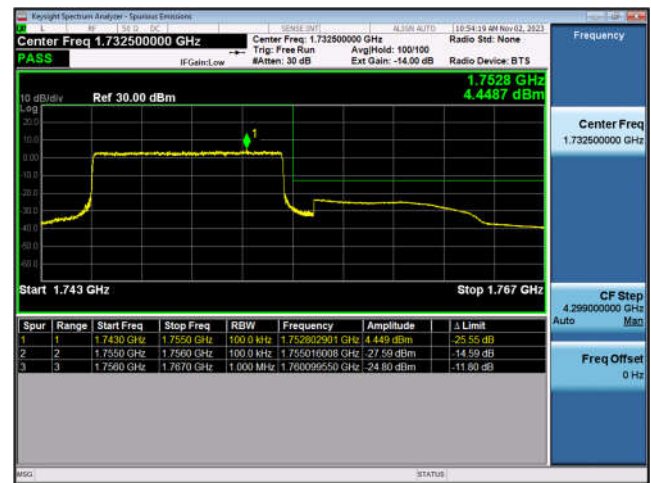 Keysight Spectrum Analyzer - Spurious Emissions
RF 50 Ω DC SENSE:INT ALIGN AUTO 10:54:19 AM Nov 02, 2023
Center Freq 1.732500000 GHz Center Freq: 1.732500000 GHz Radio Std: None Frequency
Trig: Free Run Avg|Hold: 100/100
PASS IFGain:Low #Atten: 30 dB Ext Gain: -14.00 dB Radio Device: BTS
1.7528 GHz
10 dB/div Ref 30.00 dBm 4.4487 dBm
Log
20.0
10.0 1
0.00
-10.0
-20.0
-30.0
-40.0
-50.0
-60.0
Start 1.743 GHz Stop 1.767 GHz
Center Freq
1.732500000 GHz
CF Step
4.299000000 GHz
Auto Man
Freq Offset
0 Hz
Spur Range Start Freq Stop Freq RBW Frequency Amplitude Δ Limit
1 1 1.7430 GHz 1.7550 GHz 100.0 kHz 1.752802901 GHz 4.449 dBm -25.55 dB
2 2 1.7550 GHz 1.7560 GHz 100.0 kHz 1.755016008 GHz -27.59 dBm -14.59 dB
3 3 1.7560 GHz 1.7670 GHz 1.000 MHz 1.760099550 GHz -24.80 dBm -11.80 dB
MSG STATUS